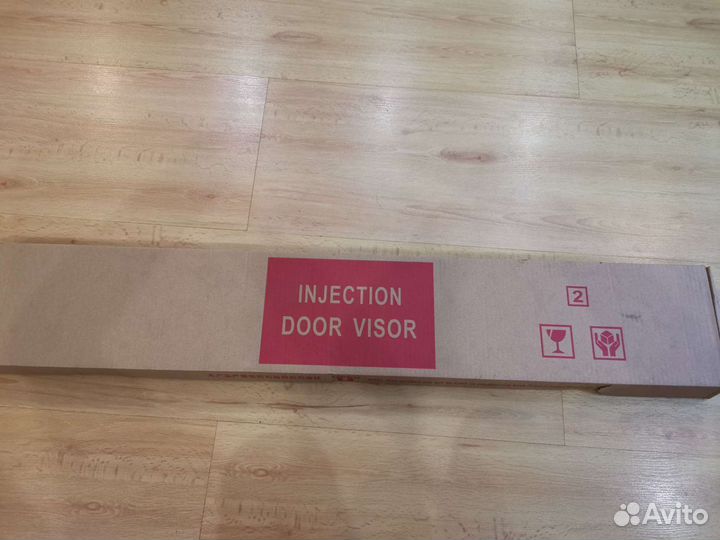 INJECTION
DOOR VISOR
2
Avito